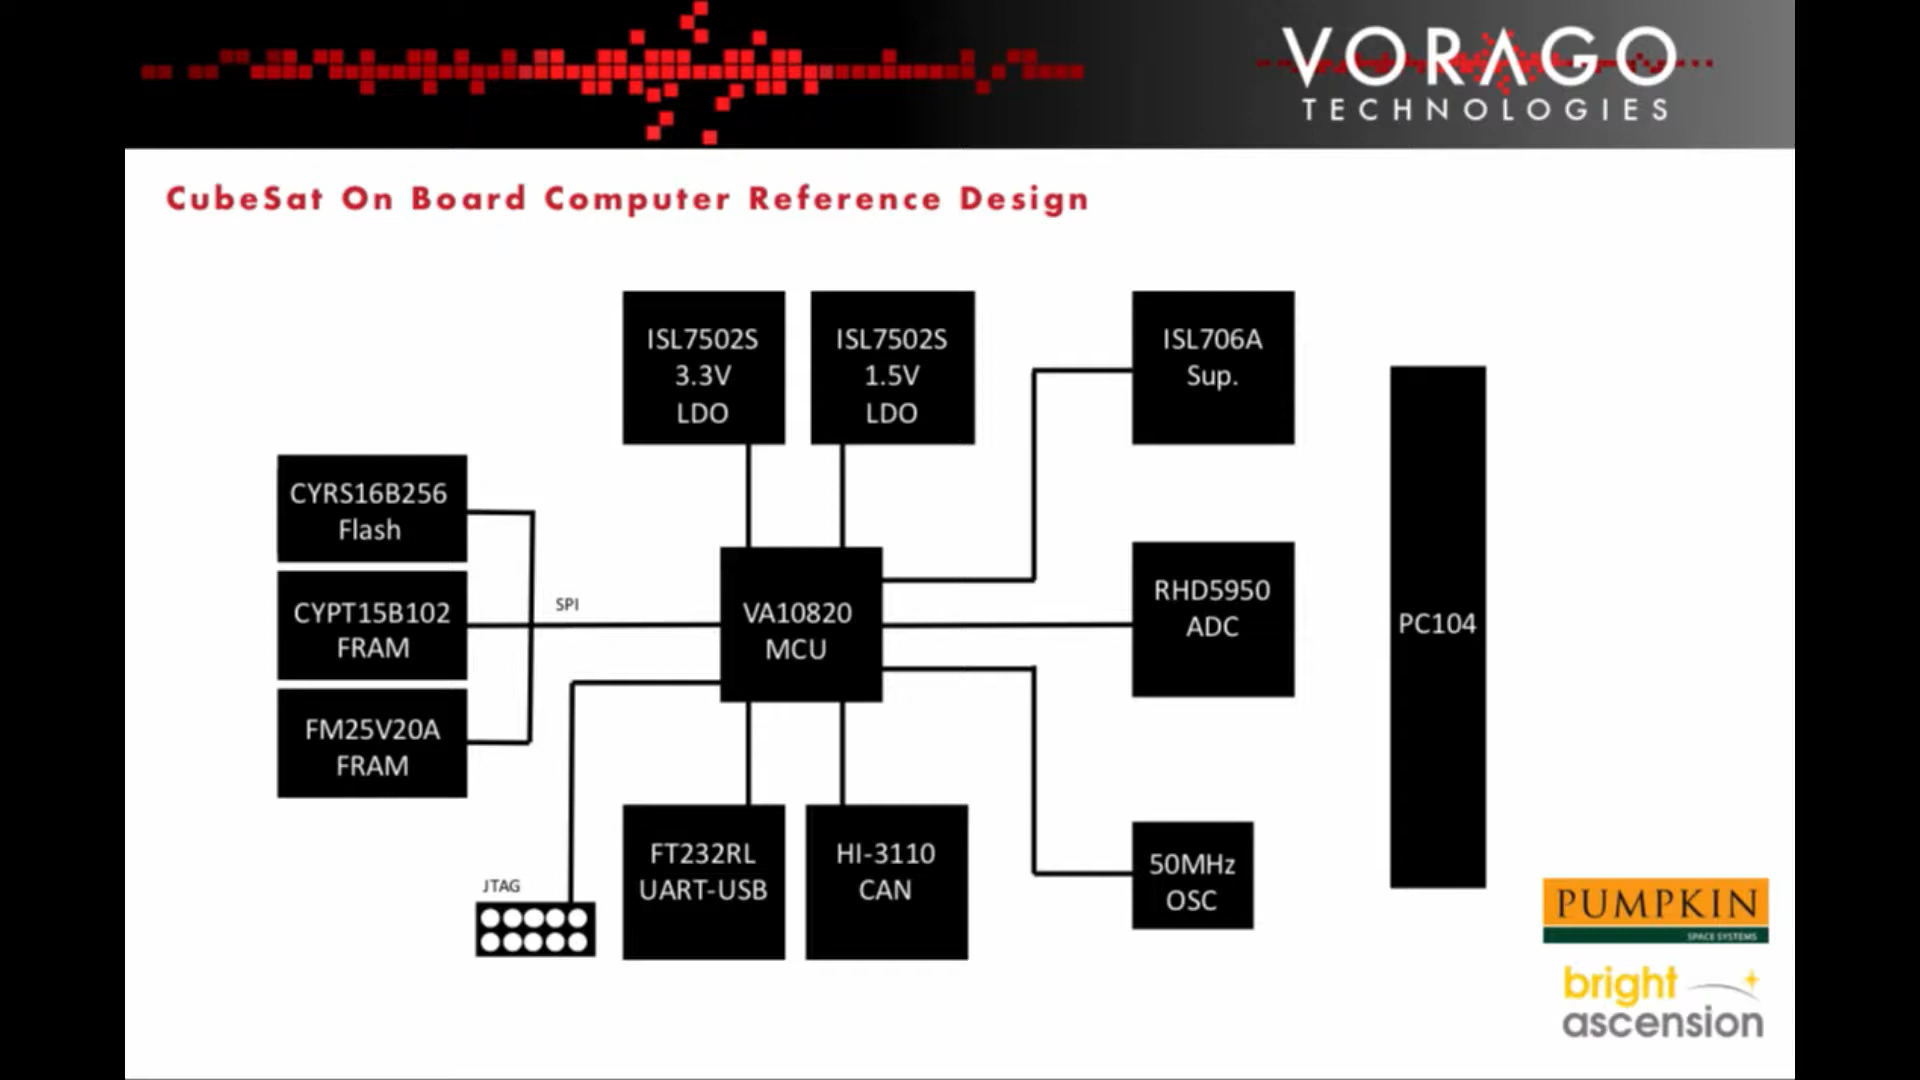 VORAGO
TECHNOLOGIES
CubeSat On Board Computer Reference Design
ISL7502S
3.3V
LDO
ISL7502S
1.5V
LDO
ISL706A
Sup.
CYRS16B256
Flash
CYPT15B102
FRAM
FM25V20A
FRAM
SPI
VA10820
MCU
RHD5950
ADC
PC104
JTAG
FT232RL
UART-USB
HI-3110
CAN
50MHz
OSC
PUMPKIN
SPACE SYSTEMS
bright
ascension